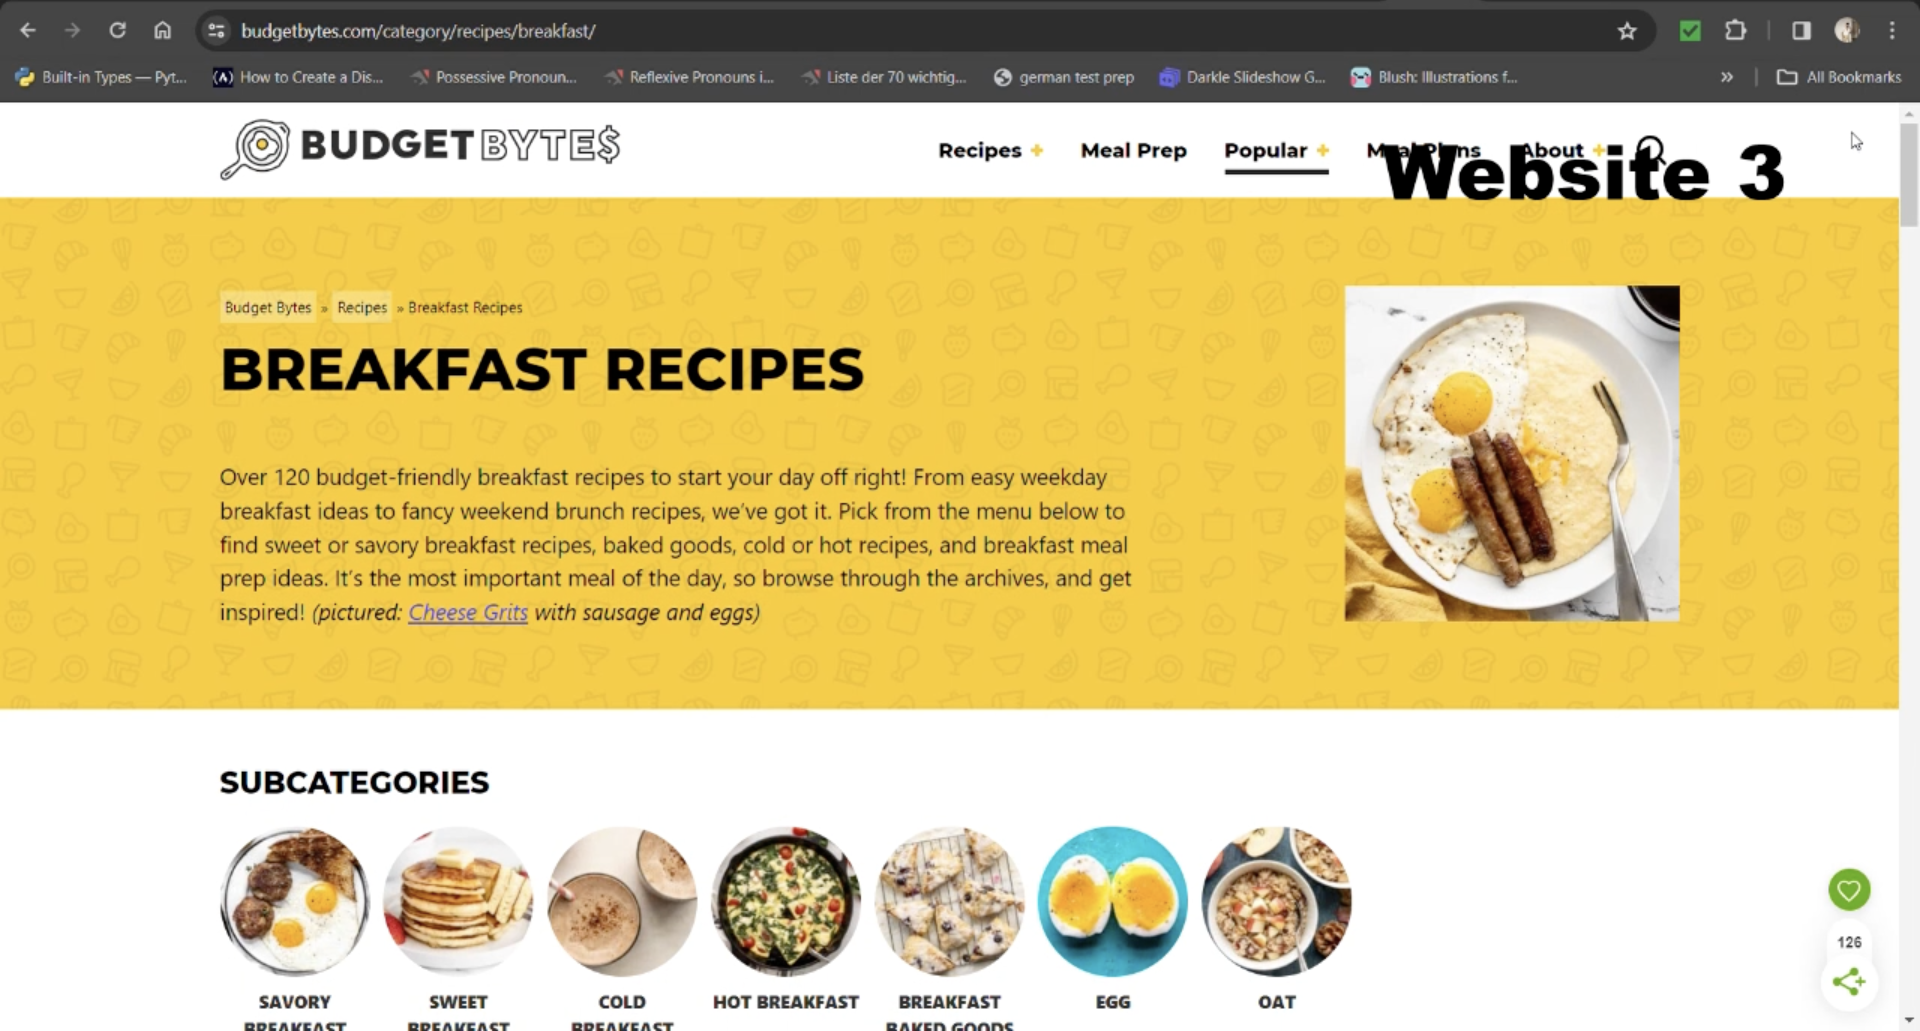 budgetbytes.com/category/recipes/breakfast/
Built-in Types — Pyt... How to Create a Dis... Possessive Pronoun... Reflexive Pronouns i... Liste der 70 wichtig... german test prep Darkle Slideshow G... Blush: Illustrations f... » All Bookmarks
BUDGET BYTE$ Recipes + Meal Prep Popular + Meal Plans About +
Website 3
Budget Bytes » Recipes » Breakfast Recipes
BREAKFAST RECIPES
Over 120 budget-friendly breakfast recipes to start your day off right! From easy weekday
breakfast ideas to fancy weekend brunch recipes, we've got it. Pick from the menu below to
find sweet or savory breakfast recipes, baked goods, cold or hot recipes, and breakfast meal
prep ideas. It's the most important meal of the day, so browse through the archives, and get
inspired! (pictured: Cheese Grits with sausage and eggs)
SUBCATEGORIES
126
SAVORY SWEET COLD HOT BREAKFAST BREAKFAST EGG OAT
BREAKFAST BREAKFAST BREAKFAST BAKED GOODS